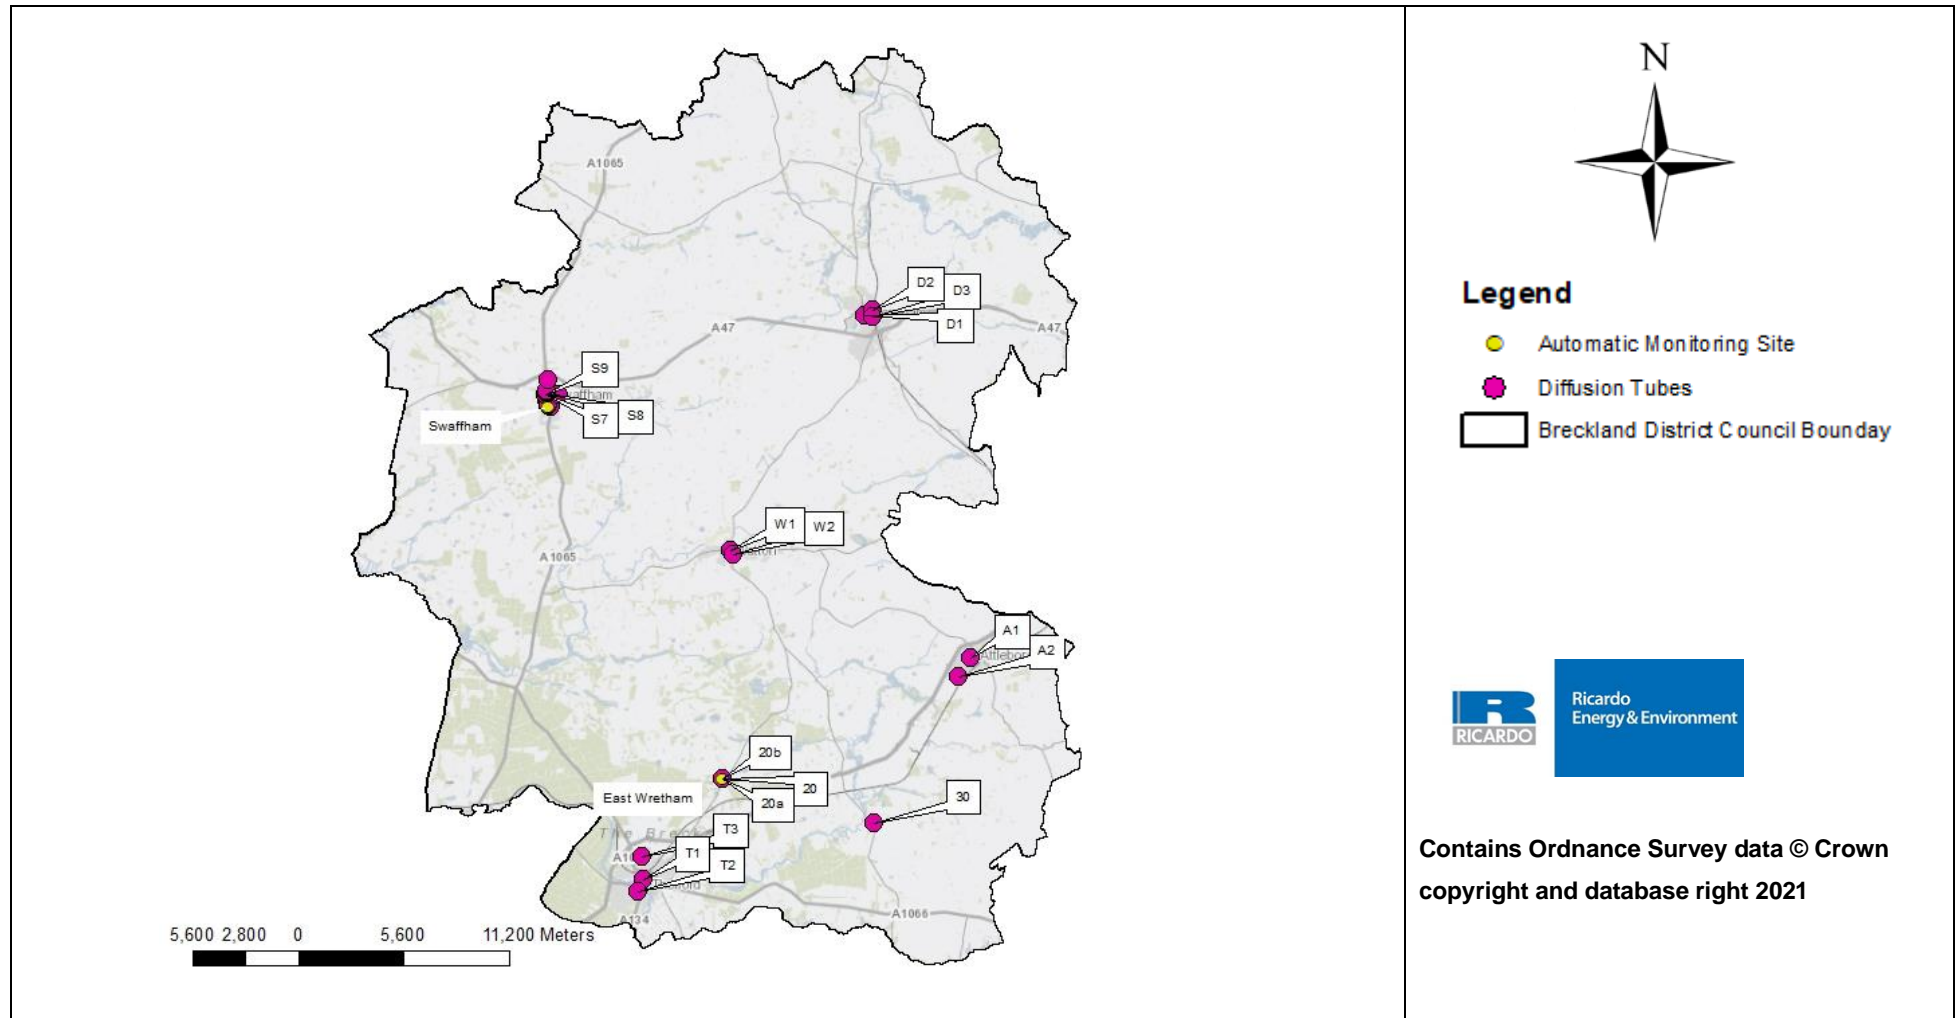 A1065
D2
D3
D1
A47
A47
S9
S7
S8
Swaffham
W1
W2
A1065
A1
A2
20b
20
20a
East Wretham
30
T3
T1
T2
A134
A1066
5,600 2,800 0 5,600 11,200 Meters
N
Legend
Automatic Monitoring Site
Diffusion Tubes
Breckland District Council Bounday
RICARDO
Ricardo
Energy & Environment
Contains Ordnance Survey data © Crown
copyright and database right 2021